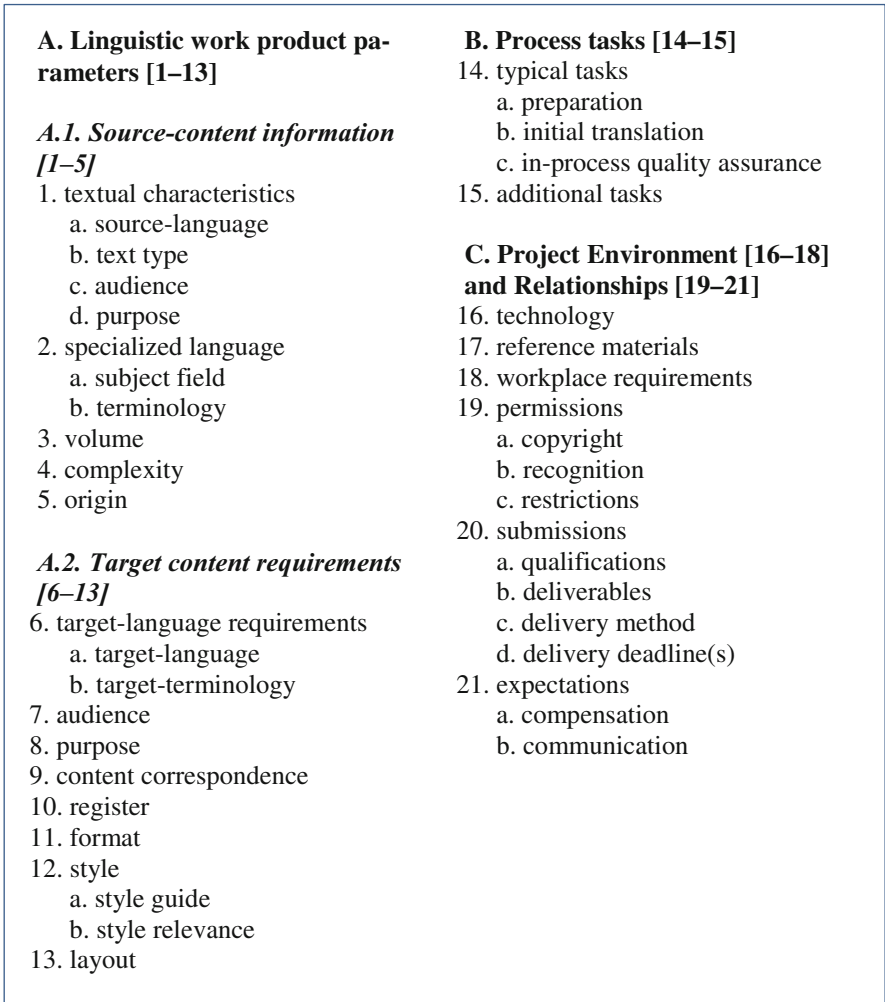 A. Linguistic work product pa-
rameters [1–13]
A.1. Source-content information
[1–5]
1. textual characteristics
a. source-language
b. text type
c. audience
d. purpose
2. specialized language
a. subject field
b. terminology
3. volume
4. complexity
5. origin
A.2. Target content requirements
[6–13]
6. target-language requirements
a. target-language
b. target-terminology
7. audience
8. purpose
9. content correspondence
10. register
11. format
12. style
a. style guide
b. style relevance
13. layout
B. Process tasks [14–15]
14. typical tasks
a. preparation
b. initial translation
c. in-process quality assurance
15. additional tasks
C. Project Environment [16–18]
and Relationships [19–21]
16. technology
17. reference materials
18. workplace requirements
19. permissions
a. copyright
b. recognition
c. restrictions
20. submissions
a. qualifications
b. deliverables
c. delivery method
d. delivery deadline(s)
21. expectations
a. compensation
b. communication